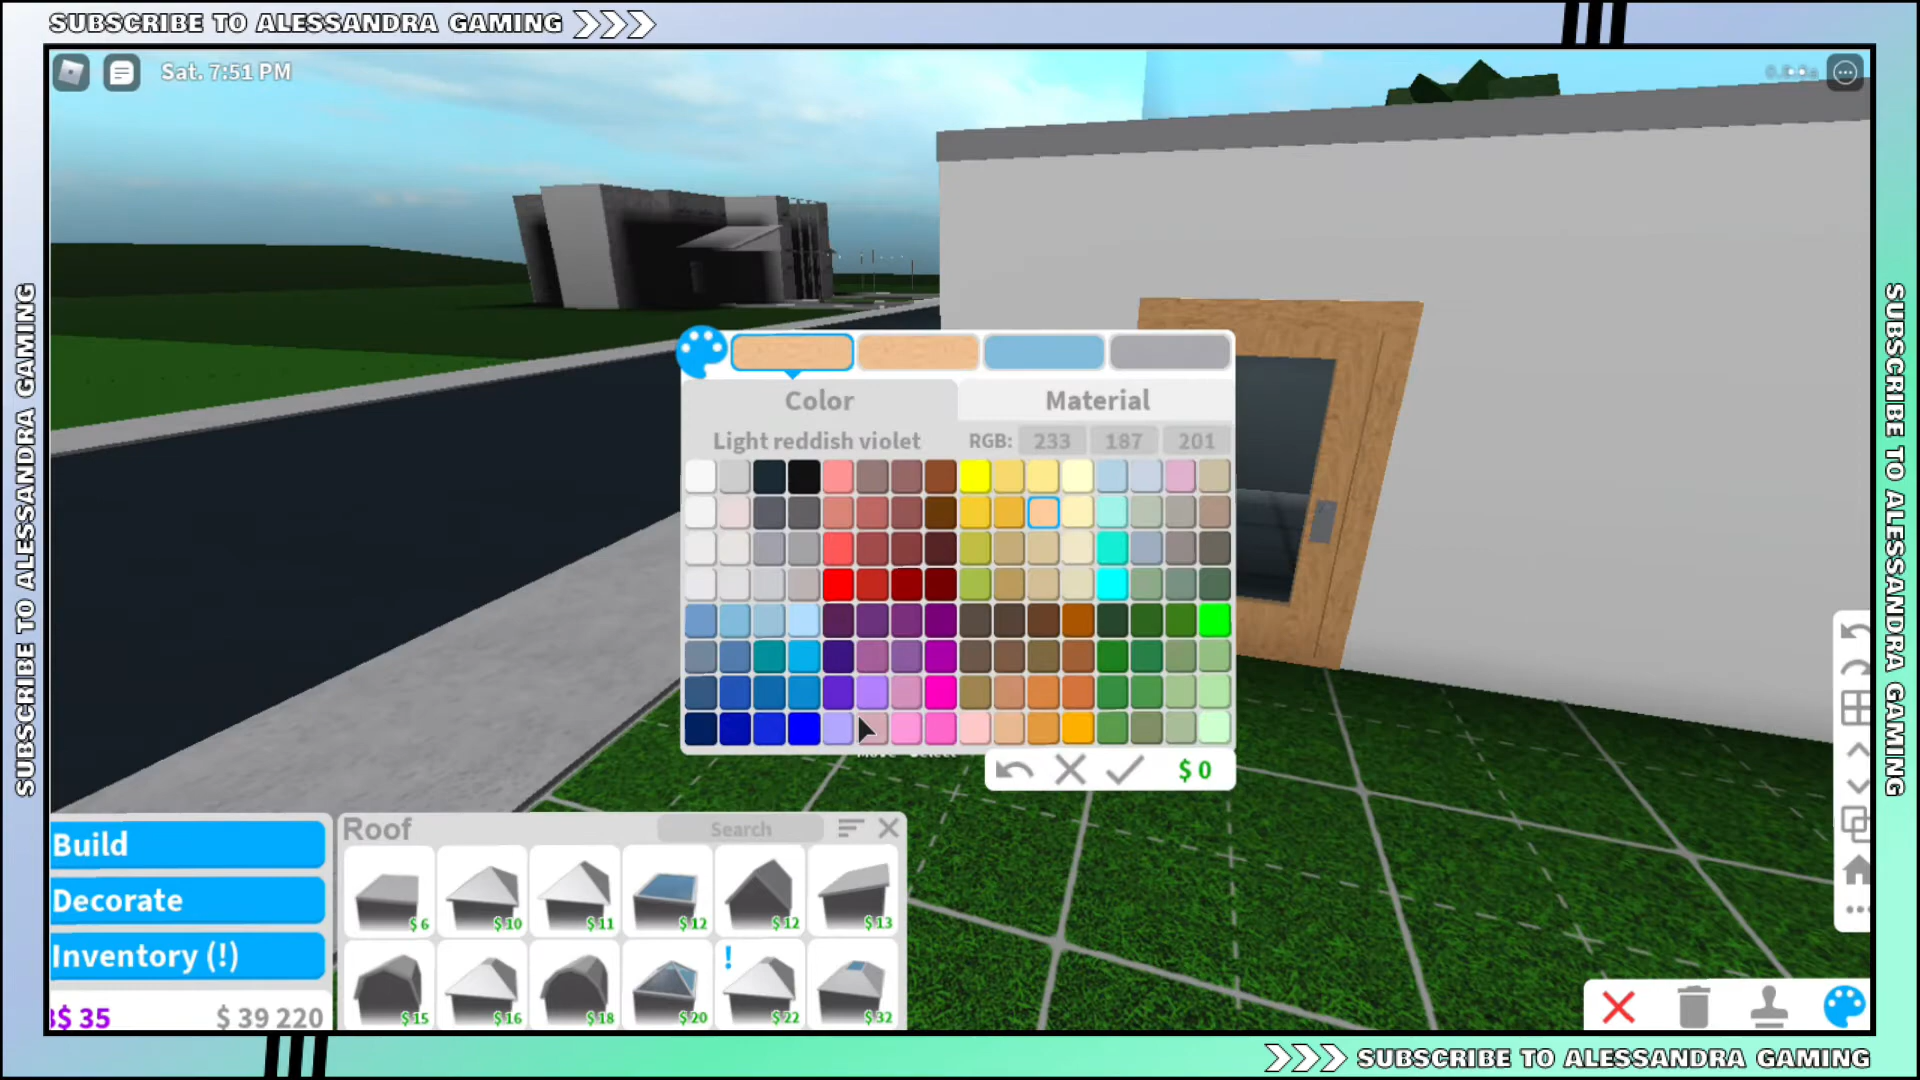 SUBSCRIBE TO ALESSANDRA GAMING
Sat. 7:51 PM
SUBSCRIBE TO ALESSANDRA GAMING
SUBSCRIBE TO ALESSANDRA GAMING
Color
Material
Light reddish violet
RGB: 233 187 201
$ 0
Build
Decorate
Inventory (!)
$ 35
$ 39 220
Roof
Search
$ 6
$ 10
$ 11
$ 12
$ 12
$ 13
$ 15
$ 16
$ 18
$ 20
!
$ 22
$ 32
SUBSCRIBE TO ALESSANDRA GAMING